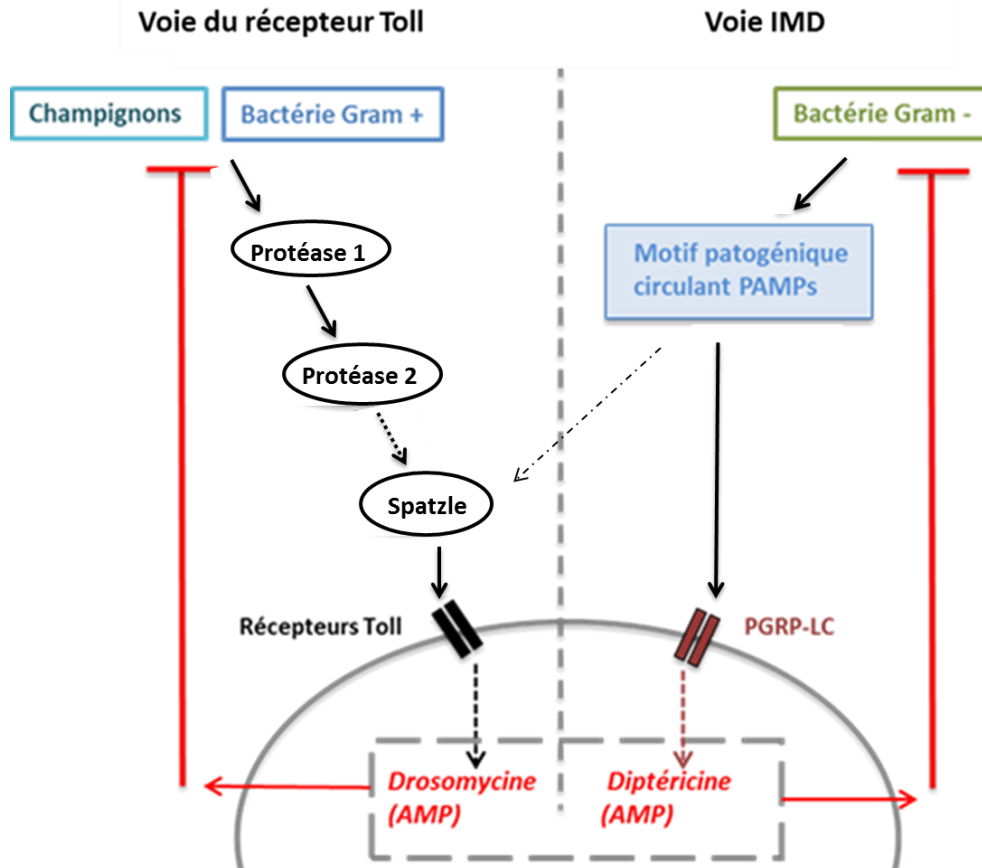 Voie du récepteur Toll
Voie IMD
Champignons
Bactérie Gram +
Bactérie Gram -
Protéase 1
Motif patogénique
circulant PAMPs
Protéase 2
Spatzle
Récepteurs Toll
PGRP-LC
Drosomycine
(AMP)
Diptéricine
(AMP)